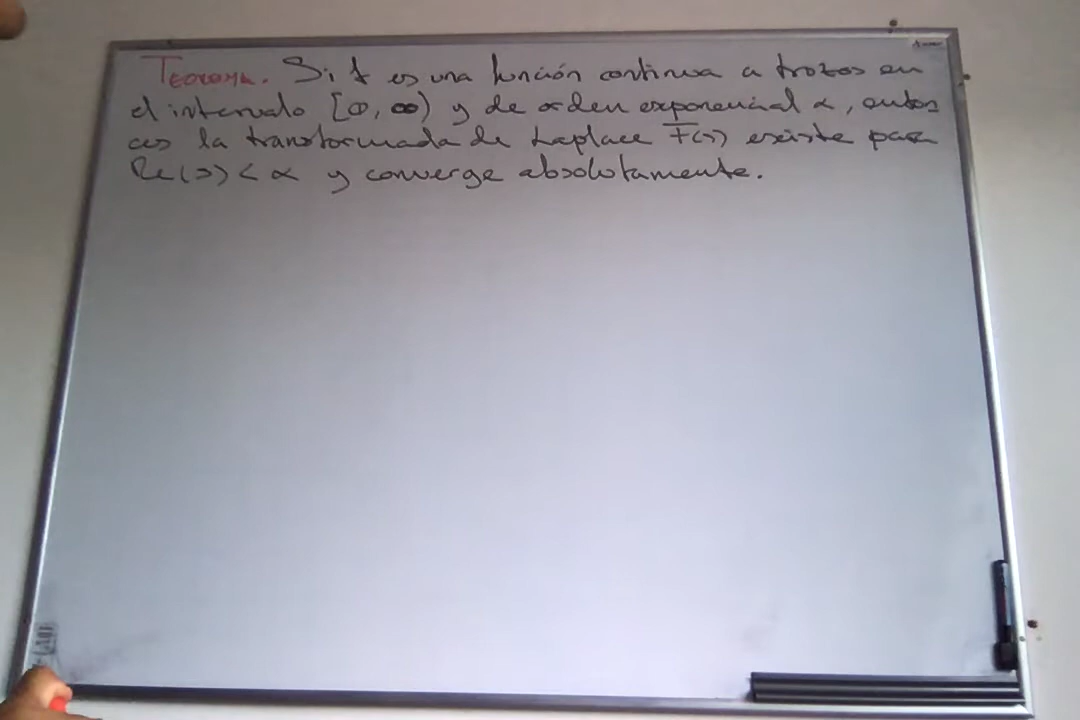 Teorema. Si f es una función continua a trozos en
el intervalo [0, ∞) y de orden exponencial α, enton
ces la transformada de Laplace F(s) existe para
Re(s) < α y converge absolutamente.